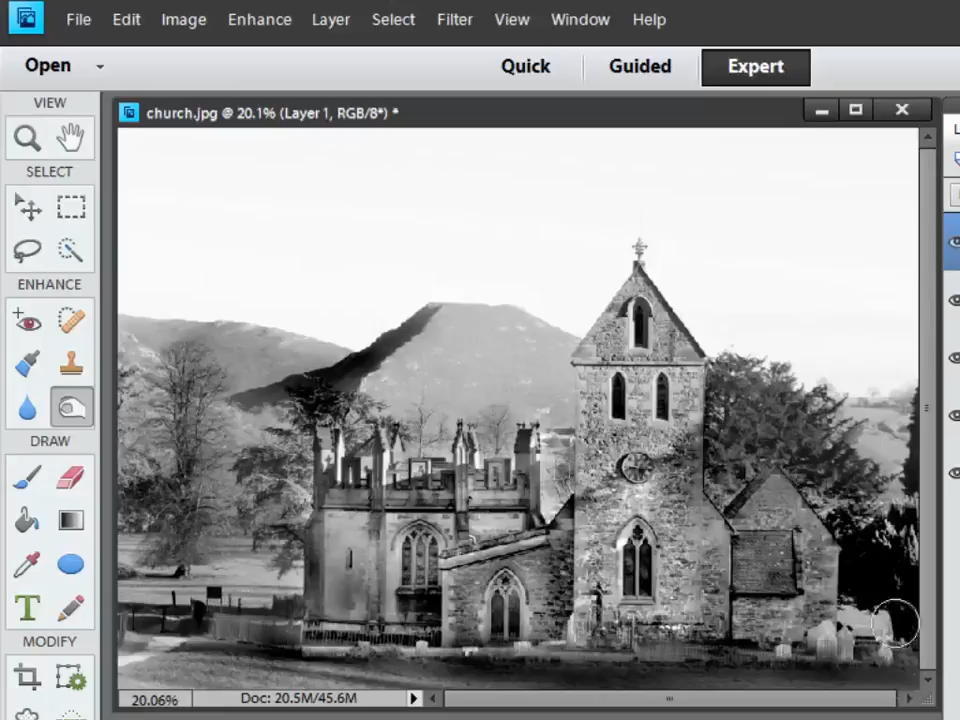 File Edit Image Enhance Layer Select Filter View Window Help
Open Quick Guided Expert
VIEW
church.jpg @ 20.1% (Layer 1, RGB/8*) *
SELECT
ENHANCE
DRAW
MODIFY
20.06% Doc: 20.5M/45.6M